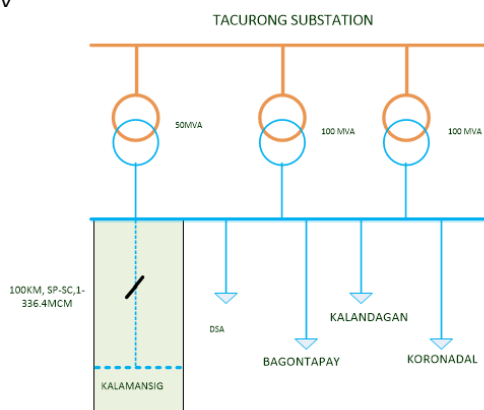 TACURONG SUBSTATION
50MVA
100 MVA
100 MVA
100KM, SP-SC,1-
336.4MCM
DSA
KALANDAGAN
BAGONTAPAY
KORONADAL
KALAMANSIG